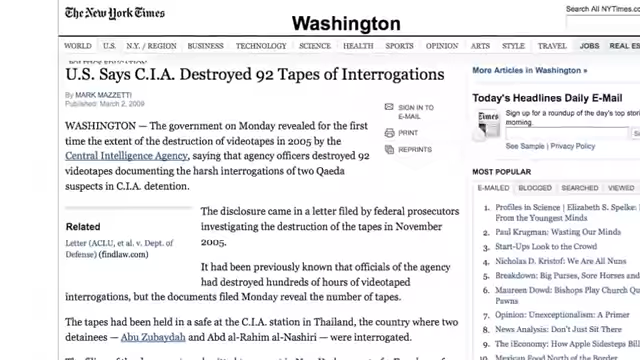 The New York Times
Washington
Search All NYTimes.co
WORLD U.S. N.Y. / REGION BUSINESS TECHNOLOGY SCIENCE HEALTH SPORTS OPINION ARTS STYLE TRAVEL JOBS REAL ES
U.S. Says C.I.A. Destroyed 92 Tapes of Interrogations
By MARK MAZZETTI
Published: March 2, 2009
WASHINGTON — The government on Monday revealed for the first
time the extent of the destruction of videotapes in 2005 by the
Central Intelligence Agency, saying that agency officers destroyed 92
videotapes documenting the harsh interrogations of two Qaeda
suspects in C.I.A. detention.
SIGN IN TO
E-MAIL
PRINT
REPRINTS
Related
Letter (ACLU, et al. v. Dept. of
Defense) (findlaw.com)
The disclosure came in a letter filed by federal prosecutors
investigating the destruction of the tapes in November
2005.
It had been previously known that officials of the agency
had destroyed hundreds of hours of videotaped
interrogations, but the documents filed Monday reveal the number of tapes.
The tapes had been held in a safe at the C.I.A. station in Thailand, the country where two
detainees — Abu Zubaydah and Abd al-Rahim al-Nashiri — were interrogated.
More Articles in Washington »
Today's Headlines Daily E-Mail
Sign up for a roundup of the day's top stori
morning.
See Sample | Privacy Policy
MOST POPULAR
E-MAILED BLOGGED SEARCHED VIEWED
1. Profiles in Science | Elizabeth S. Spelke:
From the Youngest Minds
2. Paul Krugman: Wasting Our Minds
3. Start-Ups Look to the Crowd
4. Nicholas D. Kristof: We Are All Nuns
5. Breakdown: Big Purses, Sore Horses and
6. Maureen Dowd: Bishops Play Church Qu
Pawns
7. Opinion: Unexceptionalism: A Primer
8. News Analysis: Don't Just Sit There
9. The iEconomy: How Apple Sidesteps Bil